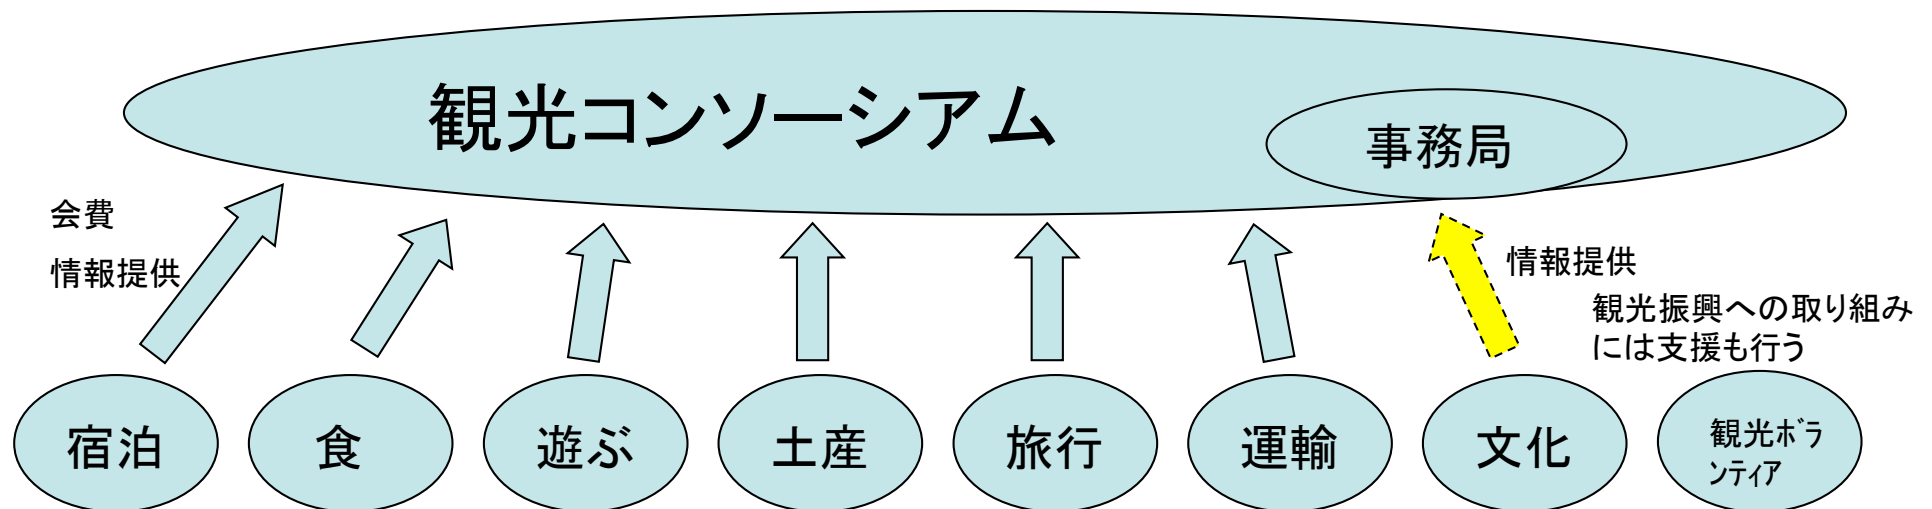 観光コンソーシアム
事務局
会費
情報提供
情報提供
観光振興への取り組み
には支援も行う
宿泊
食
遊ぶ
土産
旅行
運輸
文化
観光ﾎﾞﾗ
ﾝﾃｨｱ